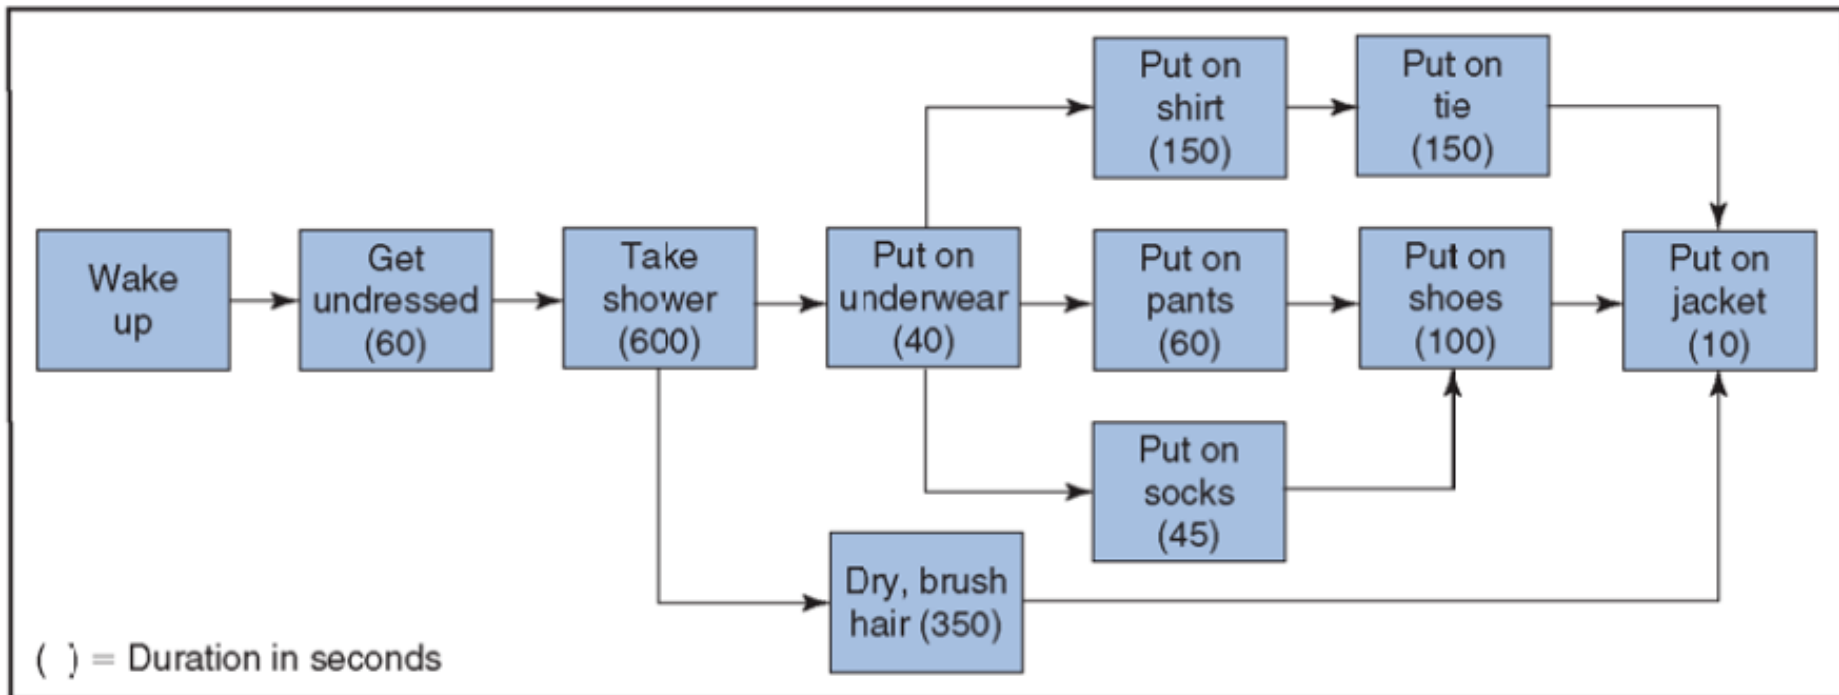 Put on
shirt
(150)
Put on
tie
(150)
Wake
up
Get
undressed
(60)
Take
shower
(600)
Put on
underwear
(40)
Put on
pants
(60)
Put on
shoes
(100)
Put on
jacket
(10)
Put on
socks
(45)
Dry, brush
hair (350)
( ) = Duration in seconds